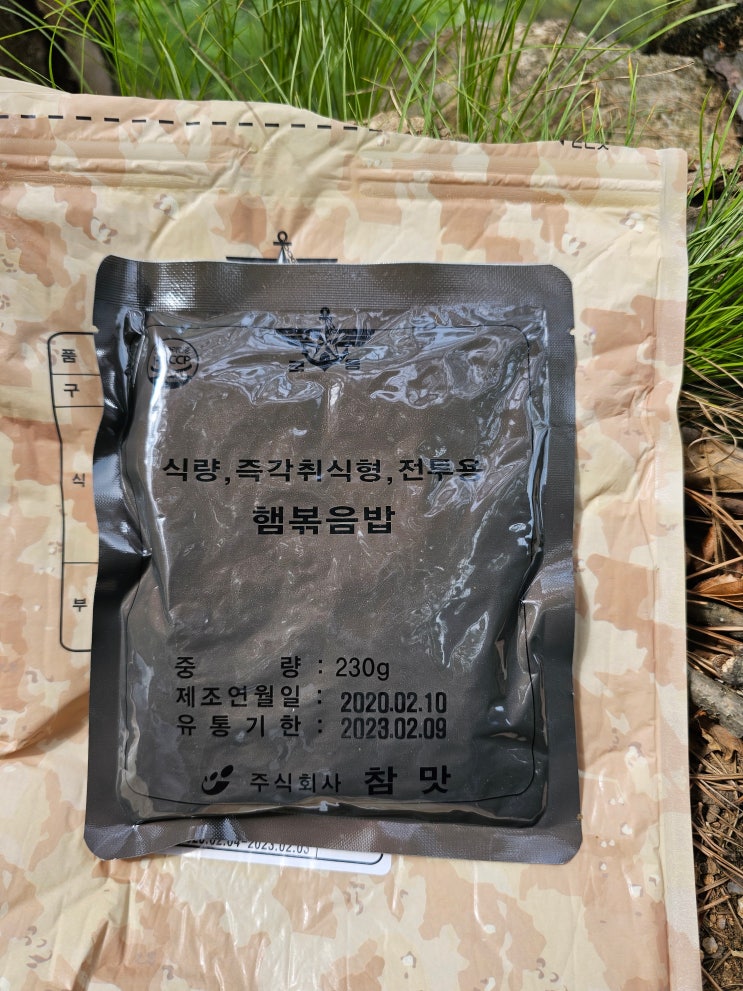 품
구
식
부
식량,즉각취식형,전투용
햄볶음밥
중 량 : 230g
제조연월일 : 2020.02.10
유통기한 : 2023.02.09
주식회사 참맛